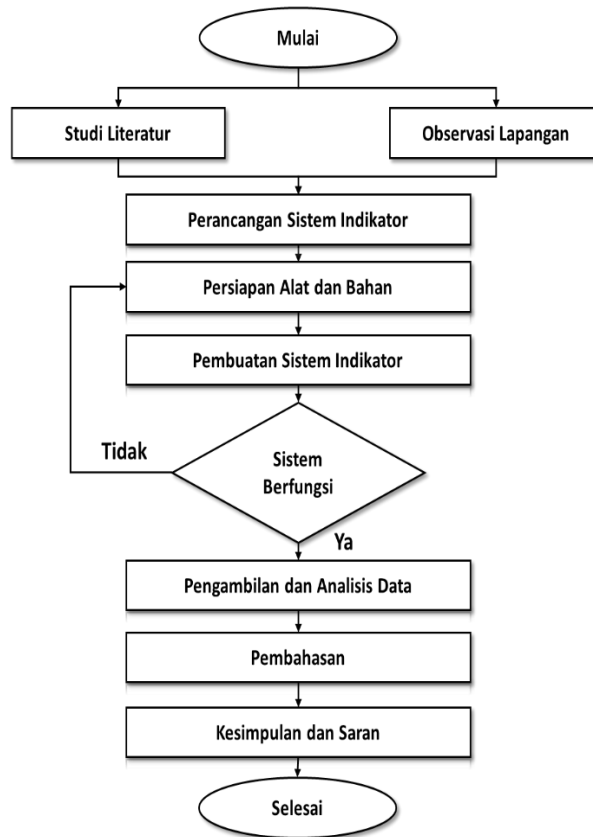 Mulai
Studi Literatur
Observasi Lapangan
Perancangan Sistem Indikator
Persiapan Alat dan Bahan
Pembuatan Sistem Indikator
Tidak
Sistem
Berfungsi
Ya
Pengambilan dan Analisis Data
Pembahasan
Kesimpulan dan Saran
Selesai